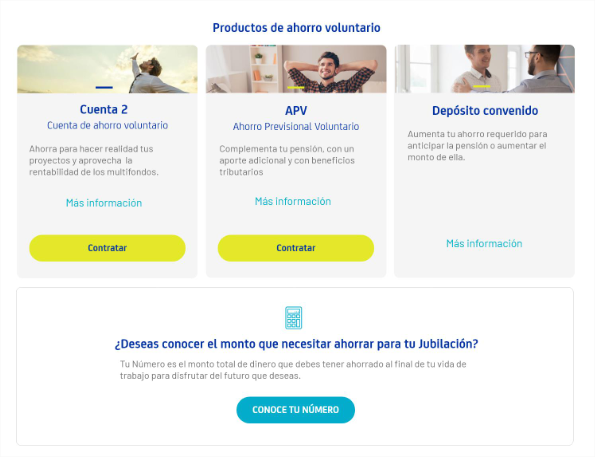 Productos de ahorro voluntario
Cuenta 2
Cuenta de ahorro voluntario
Ahorra para hacer realidad tus
proyectos y aprovecha la
rentabilidad de los multifondos.
Más información
Contratar
APV
Ahorro Previsional Voluntario
Complementa tu pensión, con un
aporte adicional y con beneficios
tributarios
Más información
Contratar
Depósito convenido
Aumenta tu ahorro requerido para
anticipar la pensión o aumentar el
monto de ella.
Más información
¿Deseas conocer el monto que necesitar ahorrar para tu Jubilación?
Tu Número es el monto total de dinero que debes tener ahorrado al final de tu vida de
trabajo para disfrutar del futuro que deseas.
CONOCE TU NÚMERO